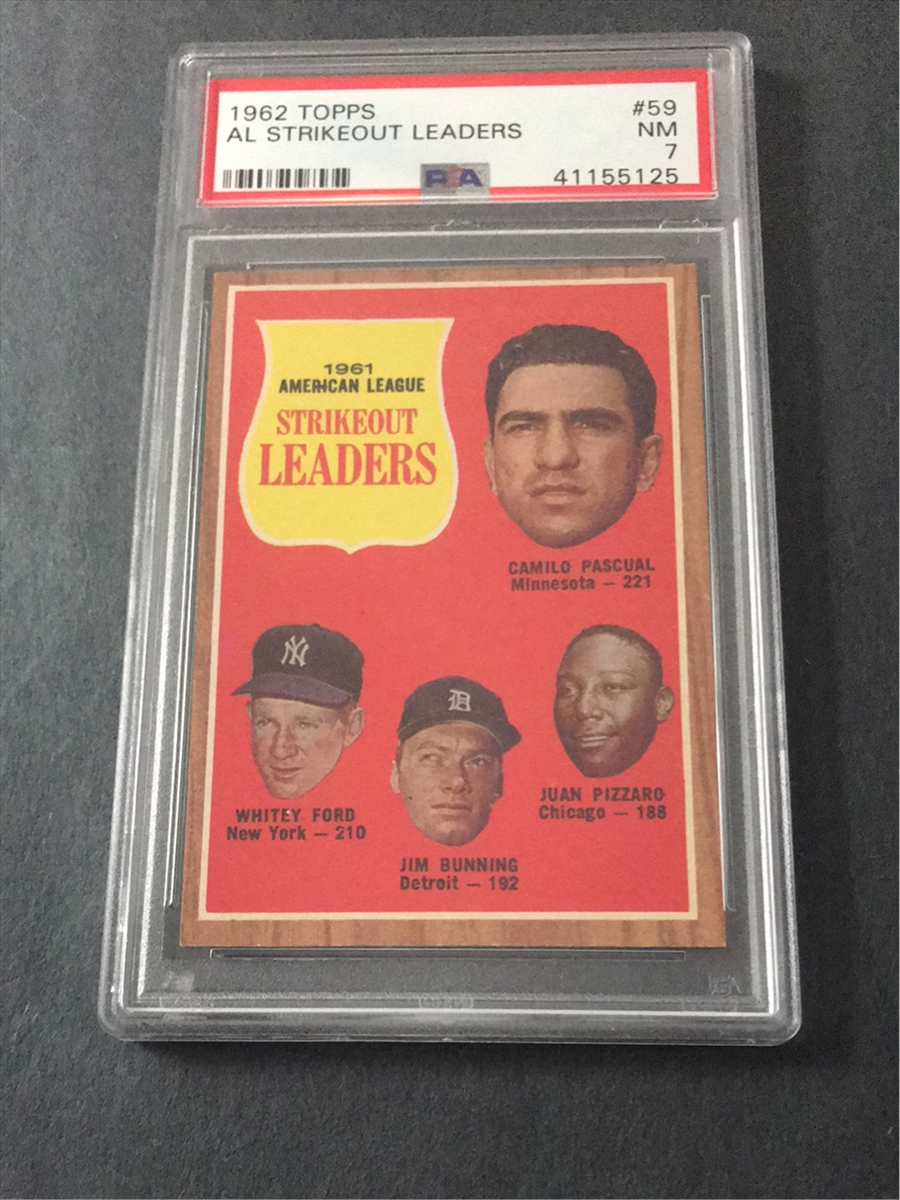 1962 TOPPS #59
AL STRIKEOUT LEADERS NM
7
PSA 41155125
1961
AMERICAN LEAGUE
STRIKEOUT
LEADERS
CAMILO PASCUAL
Minnesota — 221
NY
D
WHITEY FORD
New York — 210
JUAN PIZZARO
Chicago — 188
JIM BUNNING
Detroit — 192